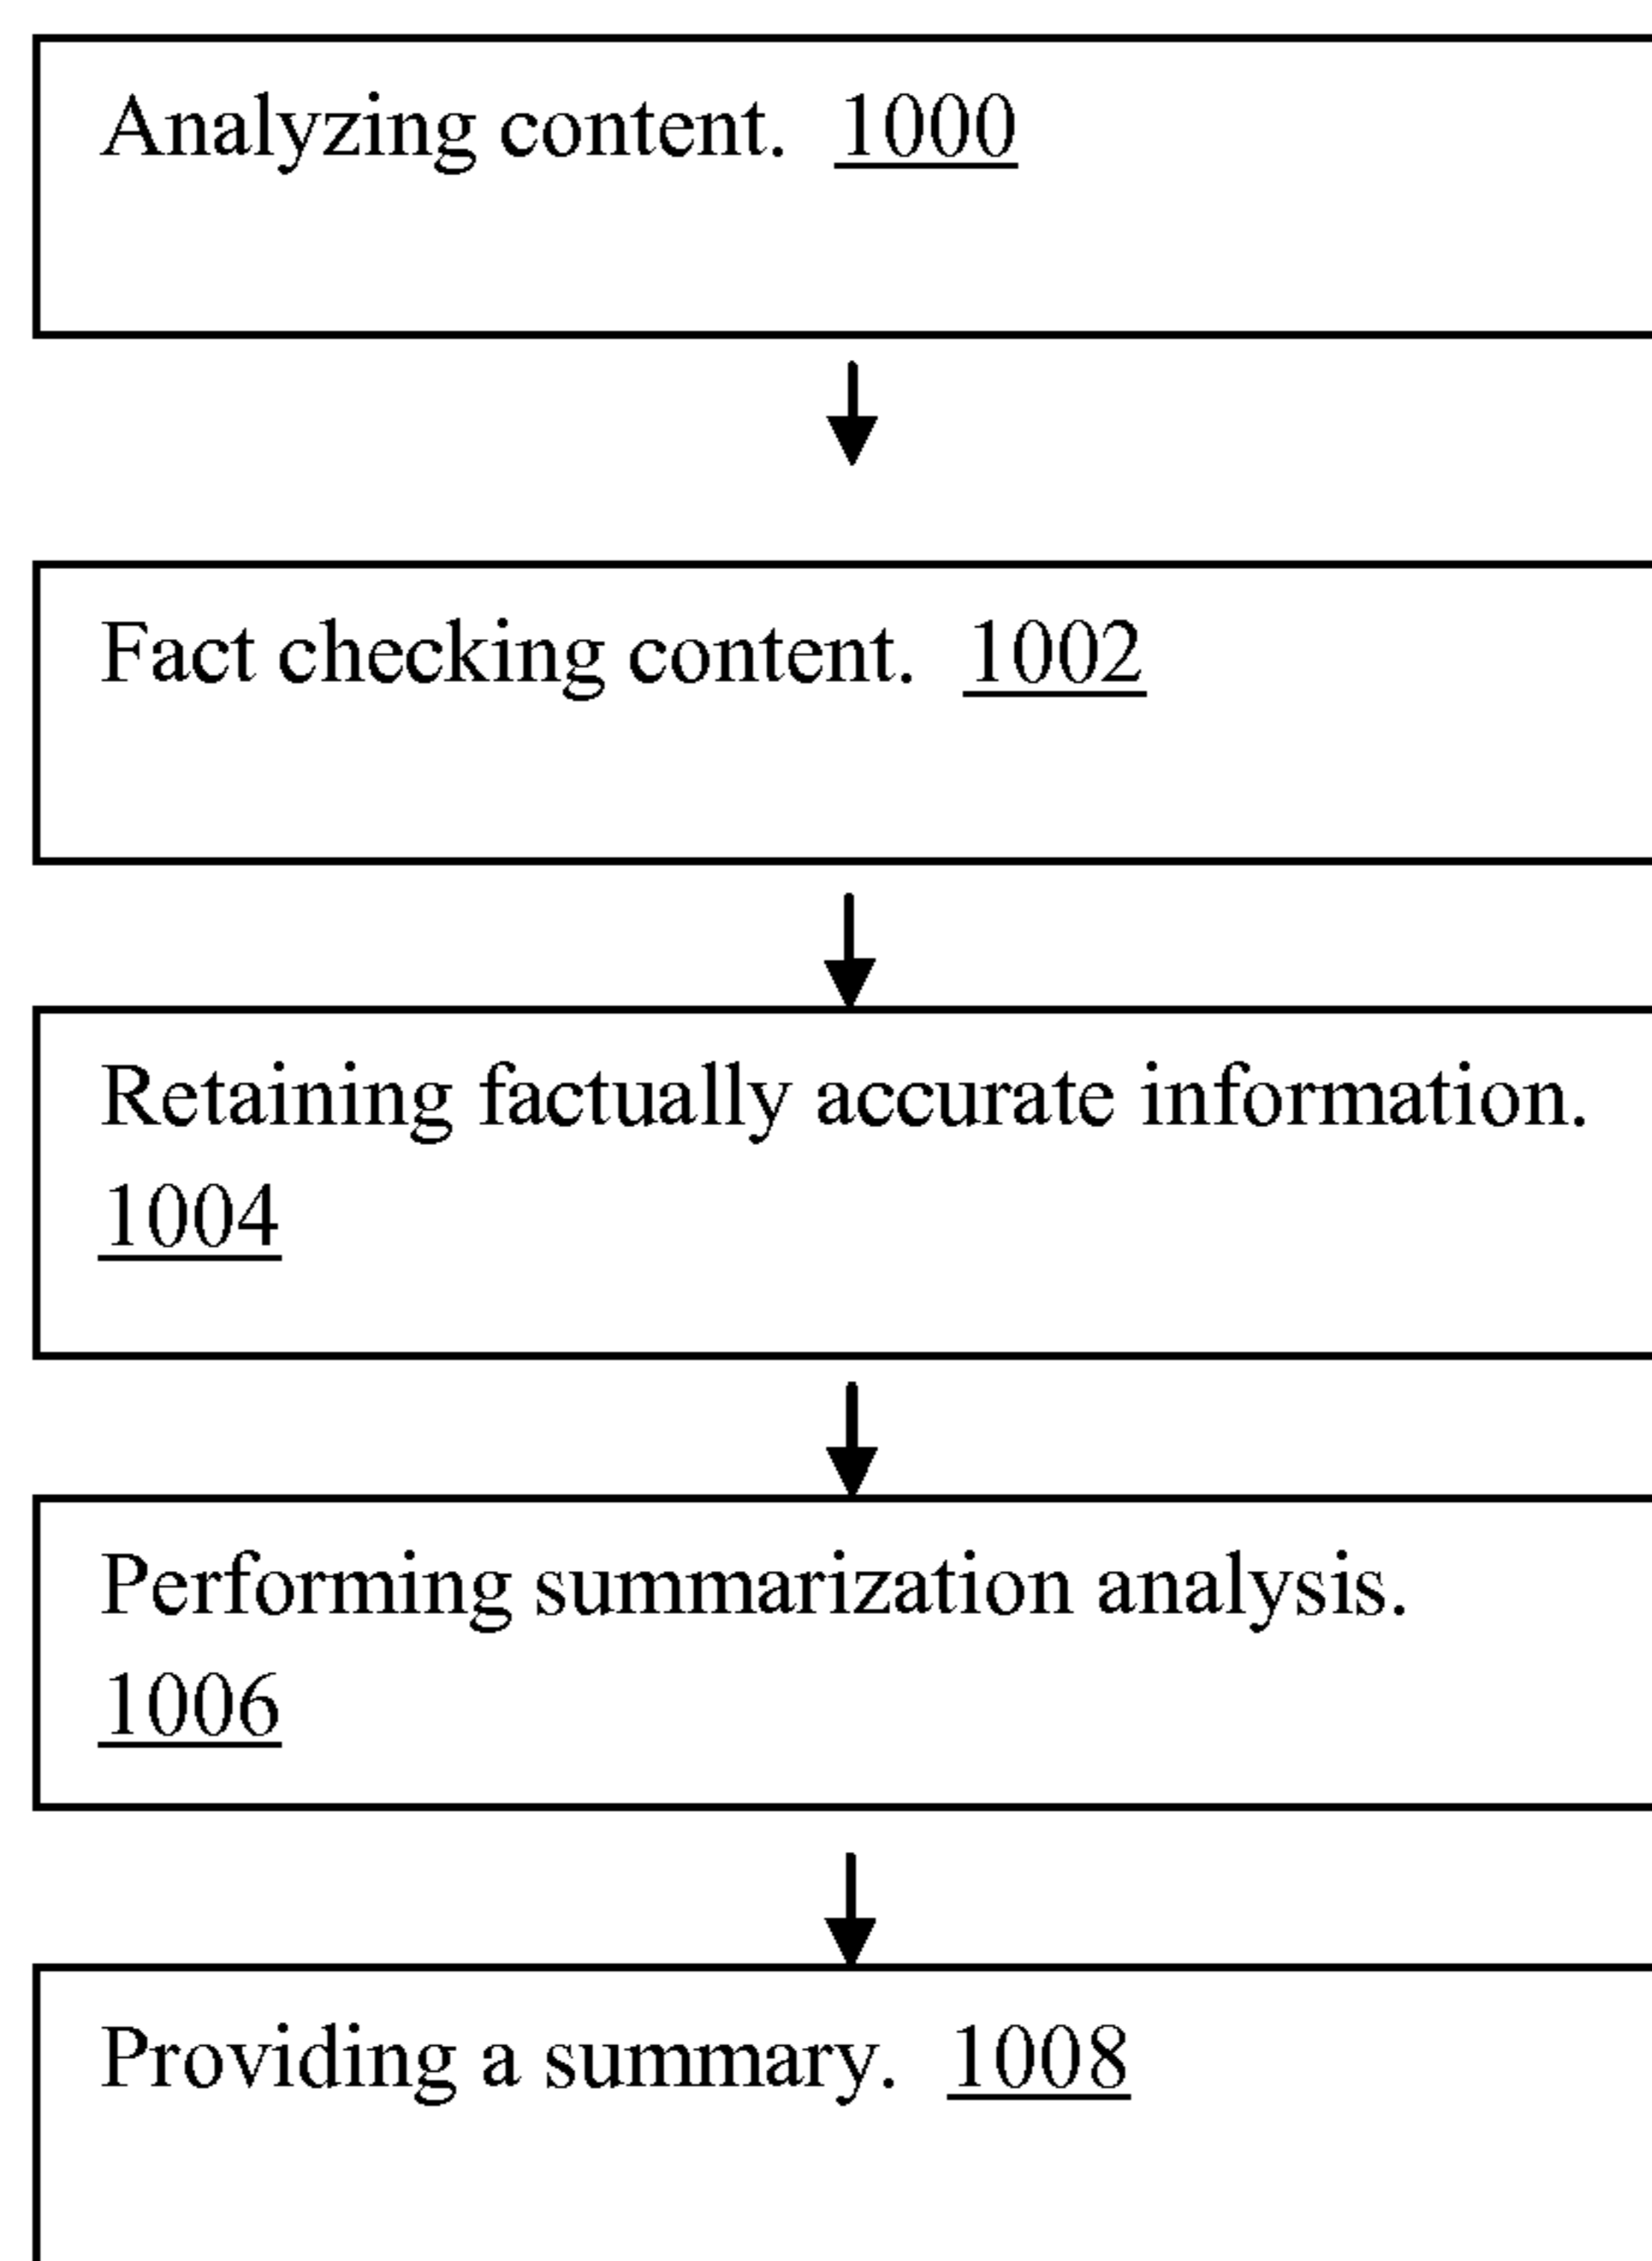 Analyzing content. 1000
Fact checking content. 1002
Retaining factually accurate information.
1004
Performing summarization analysis.
1006
Providing a summary. 1008